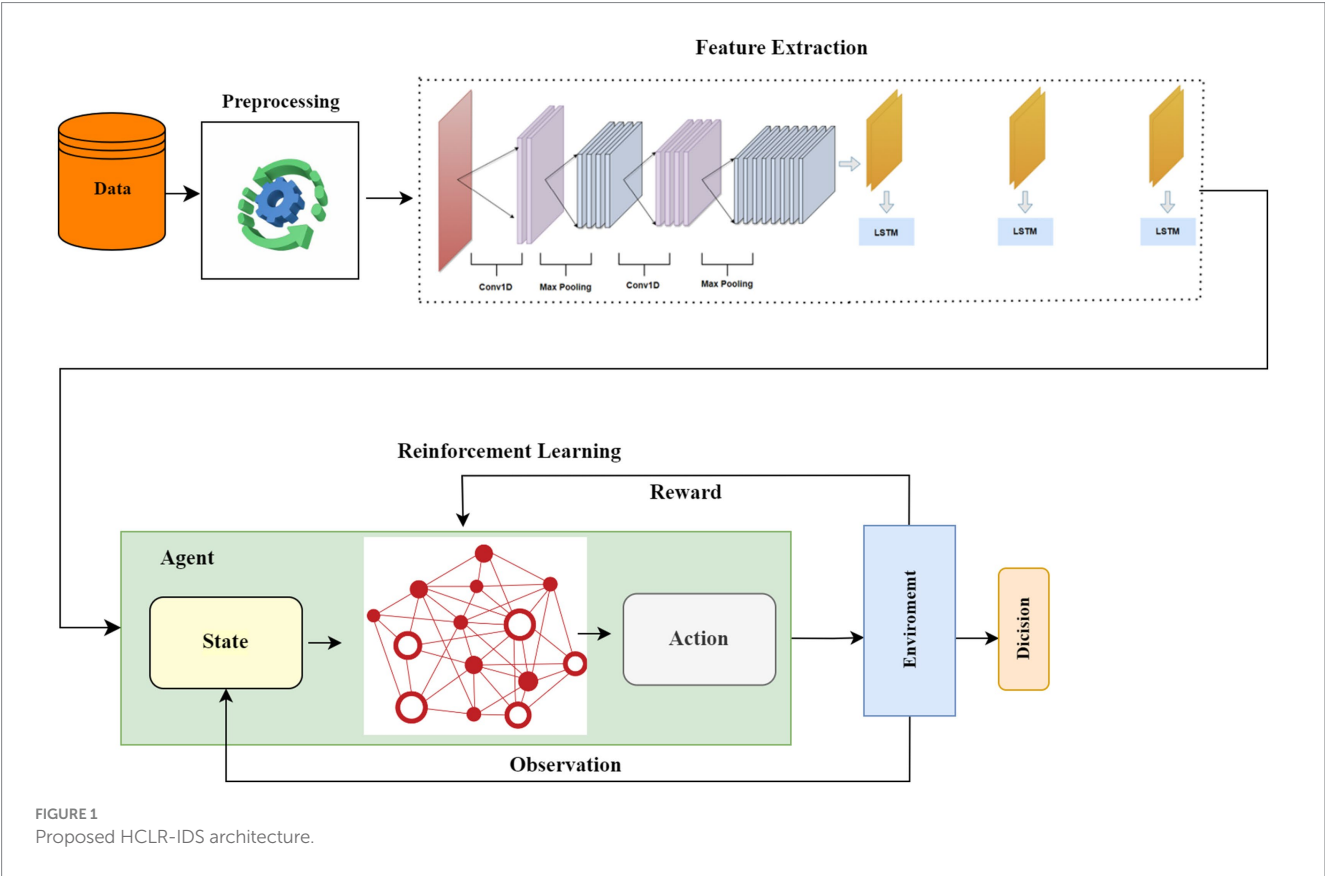 Feature Extraction
Preprocessing
Data
LSTM
LSTM
LSTM
Conv1D
Max Pooling
Conv1D
Max Pooling
Reinforcement Learning
Reward
Agent
State
Action
Enviromemt
Dicision
Observation
FIGURE 1
Proposed HCLR-IDS architecture.